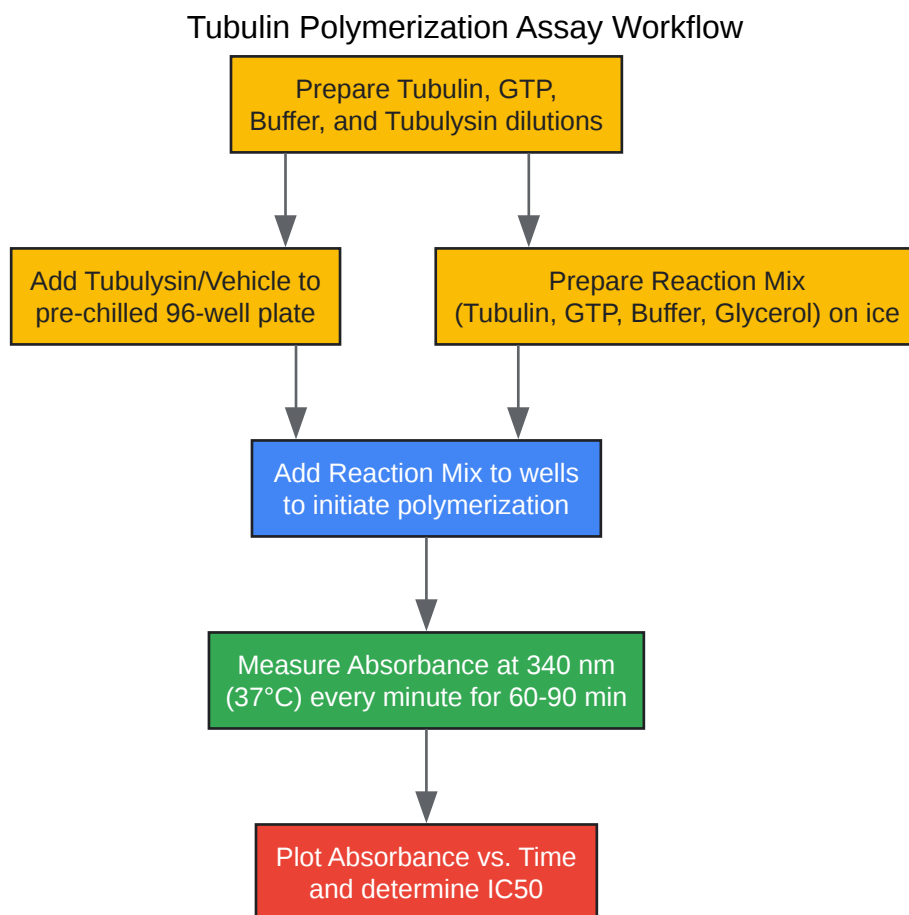 Tubulin Polymerization Assay Workflow
Prepare Tubulin, GTP,
Buffer, and Tubulysin dilutions
Add Tubulysin/Vehicle to
pre-chilled 96-well plate
Prepare Reaction Mix
(Tubulin, GTP, Buffer, Glycerol) on ice
Add Reaction Mix to wells
to initiate polymerization
Measure Absorbance at 340 nm
(37°C) every minute for 60-90 min
Plot Absorbance vs. Time
and determine IC50